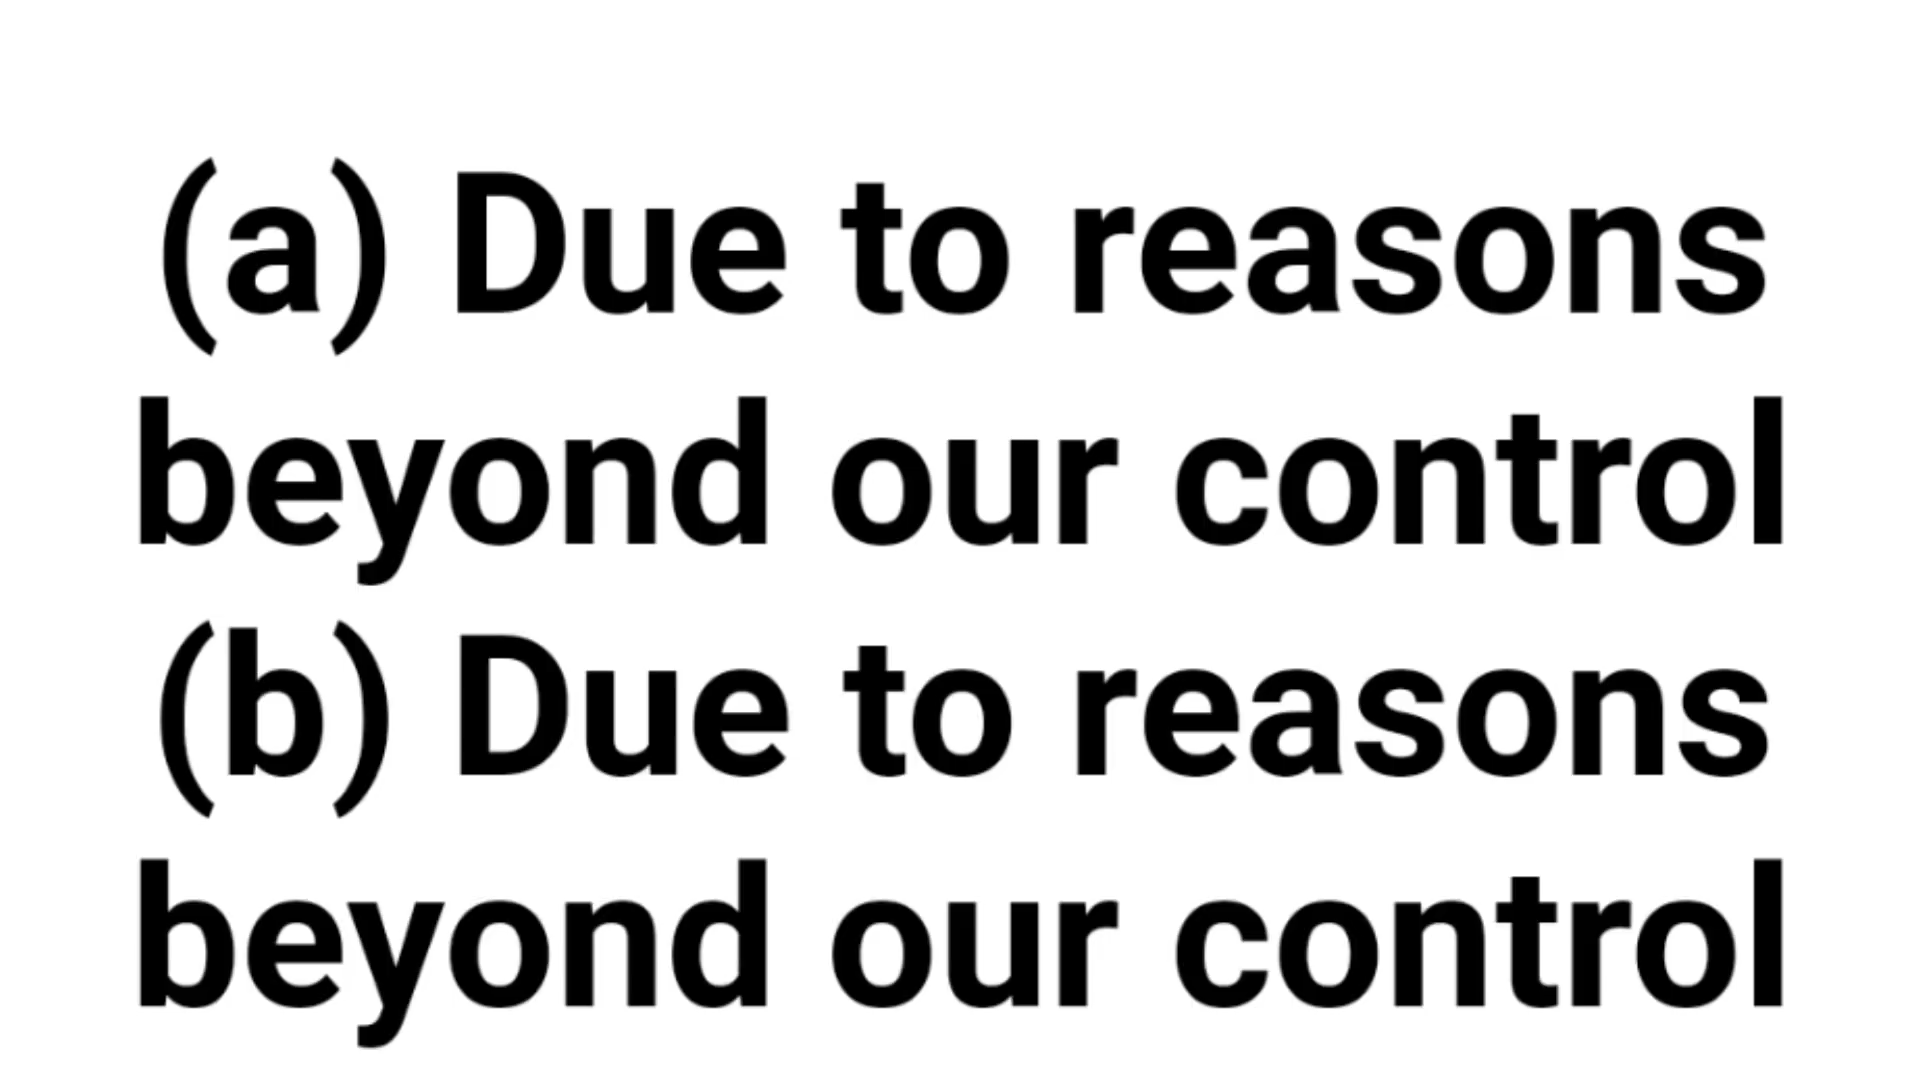 (a) Due to reasons
beyond our control
(b) Due to reasons
beyond our control